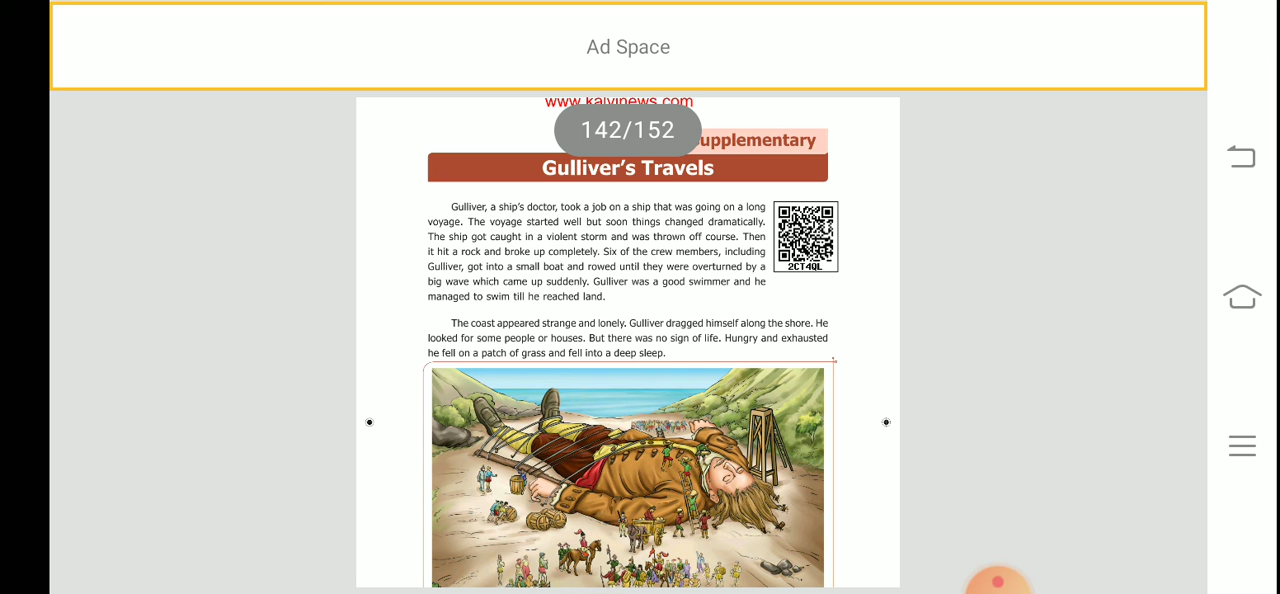 Ad Space
www.kalvinews.com
142/152
upplementary
Gulliver's Travels
Gulliver, a ship's doctor, took a job on a ship that was going on a long
voyage. The voyage started well but soon things changed dramatically.
The ship got caught in a violent storm and was thrown off course. Then
it hit a rock and broke up completely. Six of the crew members, including
Gulliver, got into a small boat and rowed until they were overturned by a
big wave which came up suddenly. Gulliver was a good swimmer and he
managed to swim till he reached land.
2CT4QL
The coast appeared strange and lonely. Gulliver dragged himself along the shore. He
looked for some people or houses. But there was no sign of life. Hungry and exhausted
he fell on a patch of grass and fell into a deep sleep.